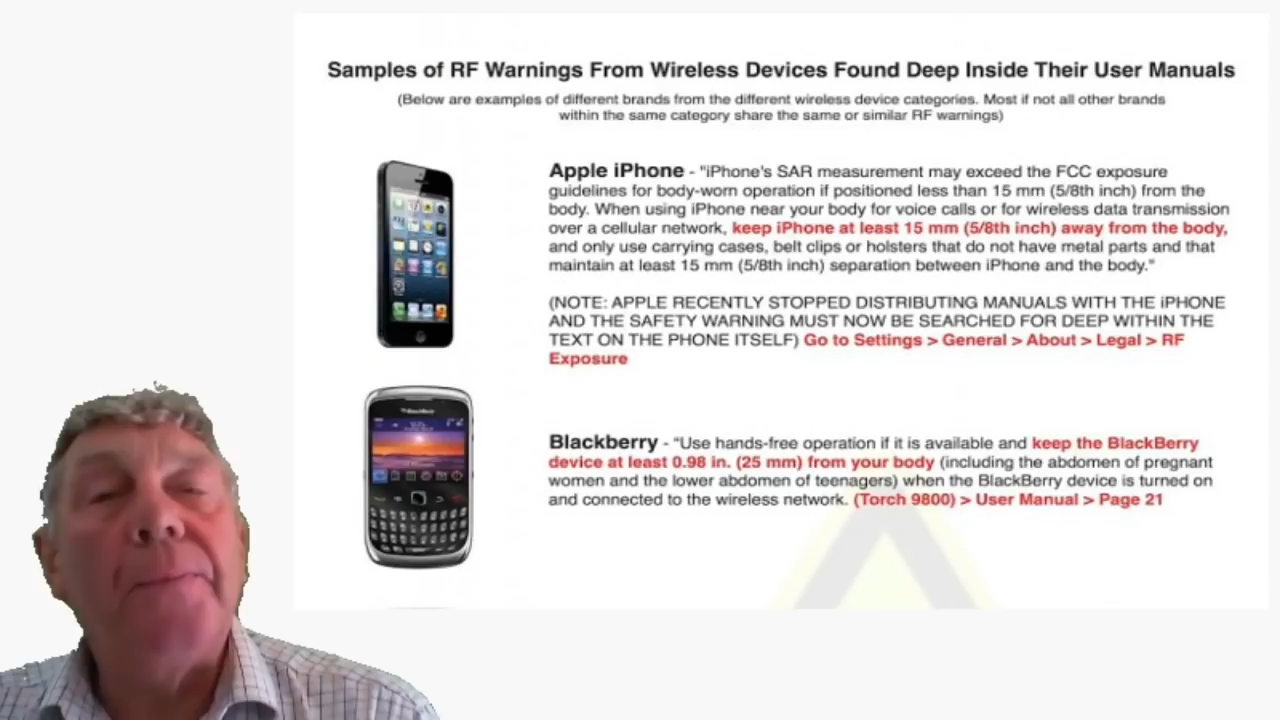 Samples of RF Warnings From Wireless Devices Found Deep Inside Their User Manuals
(Below are examples of different brands from the different wireless device categories. Most if not all other brands
within the same category share the same or similar RF warnings)
Apple iPhone - "iPhone's SAR measurement may exceed the FCC exposure
guidelines for body-worn operation if positioned less than 15 mm (5/8th inch) from the
body. When using iPhone near your body for voice calls or for wireless data transmission
over a cellular network, keep iPhone at least 15 mm (5/8th inch) away from the body,
and only use carrying cases, belt clips or holsters that do not have metal parts and that
maintain at least 15 mm (5/8th inch) separation between iPhone and the body."
(NOTE: APPLE RECENTLY STOPPED DISTRIBUTING MANUALS WITH THE iPHONE
AND THE SAFETY WARNING MUST NOW BE SEARCHED FOR DEEP WITHIN THE
TEXT ON THE PHONE ITSELF) Go to Settings > General > About > Legal > RF
Exposure
Blackberry - "Use hands-free operation if it is available and keep the BlackBerry
device at least 0.98 in. (25 mm) from your body (including the abdomen of pregnant
women and the lower abdomen of teenagers) when the BlackBerry device is turned on
and connected to the wireless network. (Torch 9800) > User Manual > Page 21